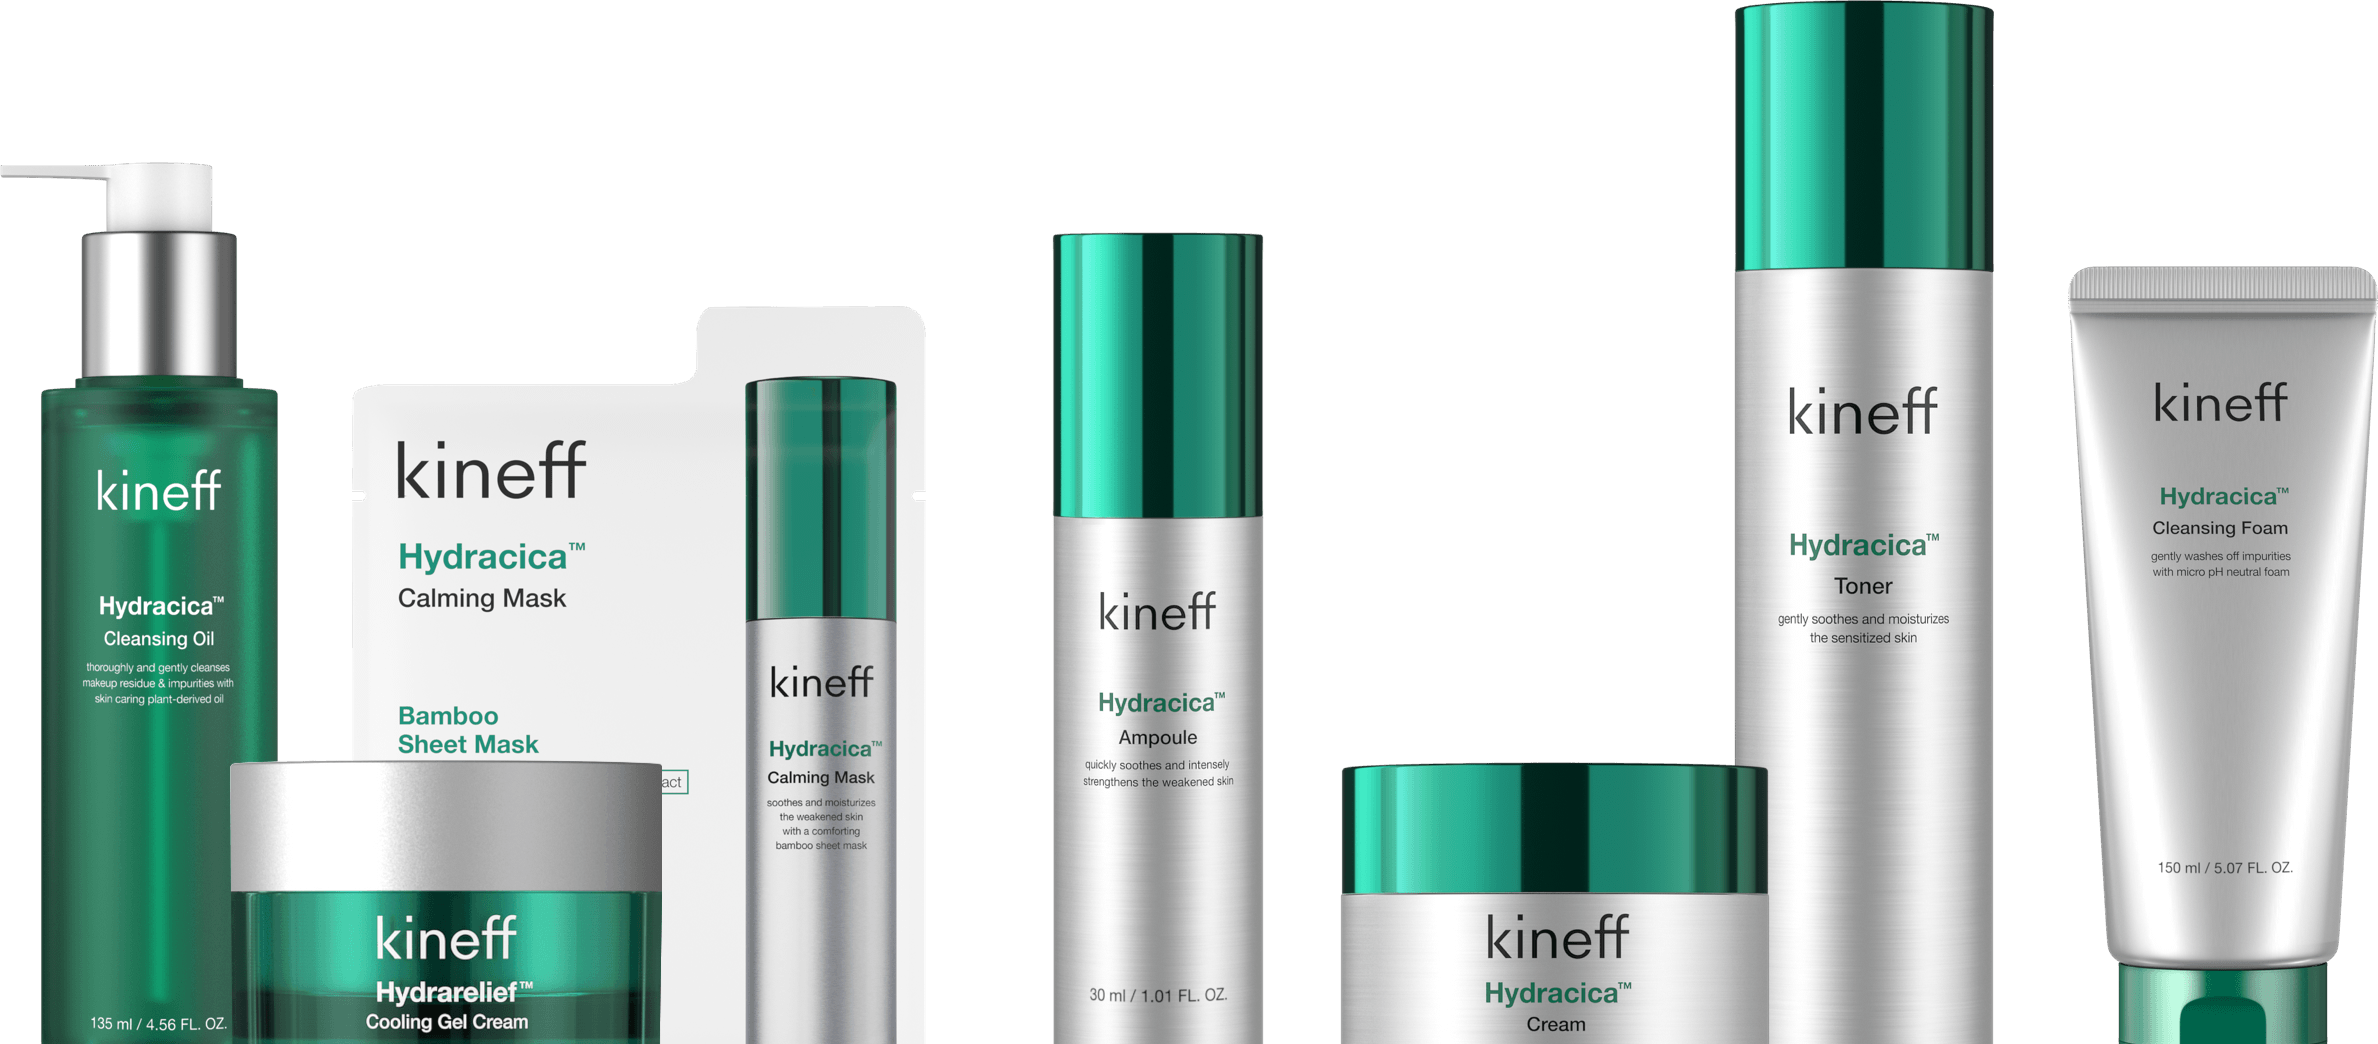 kineff
Hydracica™
Cleansing Oil
thoroughly and gently cleanses
makeup residue & impurities with
skin caring plant-derived oil
135 ml / 4.56 FL. OZ.
kineff
Hydracica™
Calming Mask
Bamboo
Sheet Mask
kineff
Hydracica™
Calming Mask
soothes and moisturizes
the weakened skin
with a comforting
bamboo sheet mask
kineff
Hydrarelief™
Cooling Gel Cream
kineff
Hydracica™
Ampoule
quickly soothes and intensely
strengthens the weakened skin
30 ml / 1.01 FL. OZ.
kineff
Hydracica™
Cream
kineff
Hydracica™
Toner
gently soothes and moisturizes
the sensitized skin
kineff
Hydracica™
Cleansing Foam
gently washes off impurities
with micro pH neutral foam
150 ml / 5.07 FL. OZ.